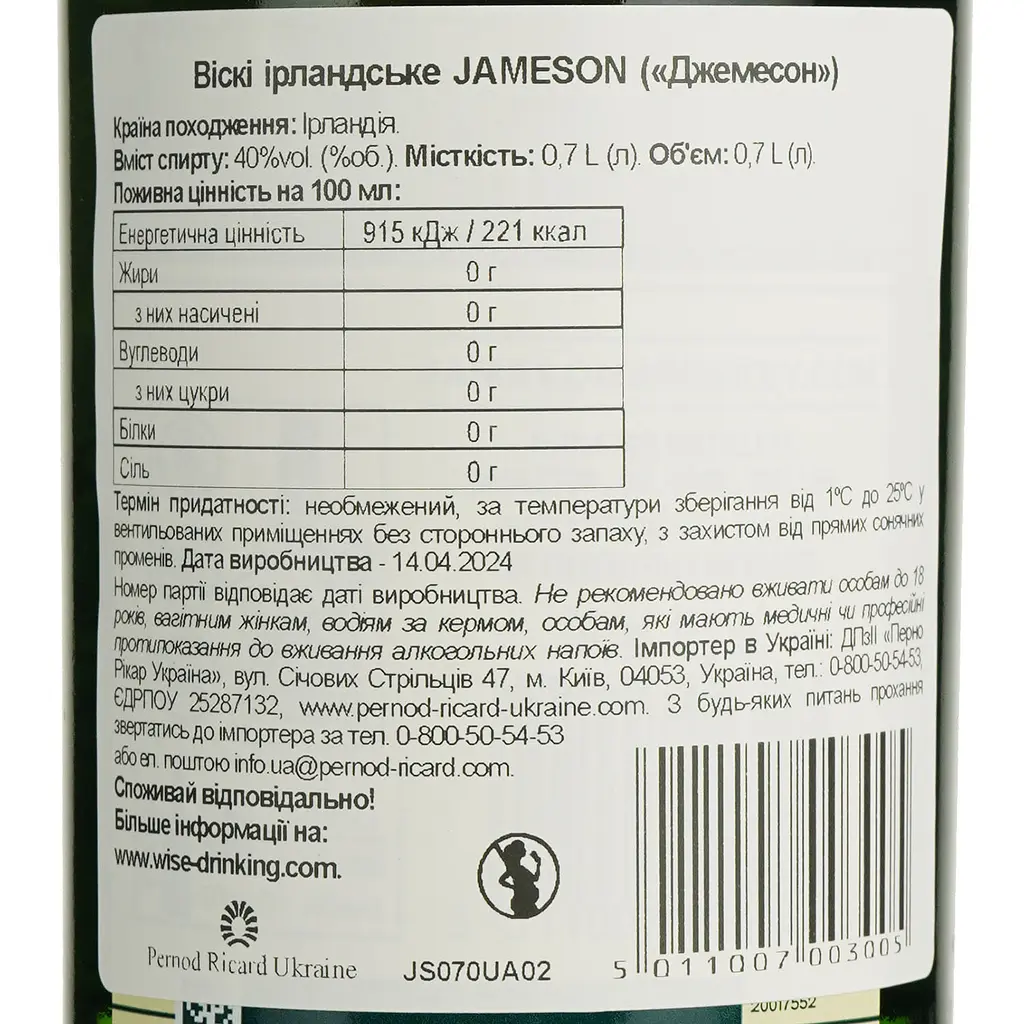 Віскі ірландське JAMESON («Джемесон»)
Країна походження: Ірландія.
Вміст спирту: 40%vol. (%об.). Місткість: 0,7 L (л). Об'єм: 0,7 L (л).
Поживна цінність на 100 мл:
Енергетична цінність 915 кДж / 221 ккал
Жири 0 г
з них насичені 0 г
Вуглеводи 0 г
з них цукри 0 г
Білки 0 г
Сіль 0 г
Термін придатності: необмежений, за температури зберігання від 1ºС до 25ºС у
вентильованих приміщеннях без стороннього запаху, з захистом від прямих сонячних
променів. Дата виробництва - 14.04.2024
Номер партії відповідає даті виробництва. Не рекомендовано вживати особам до 18
років, вагітним жінкам, водіям за кермом, особам, які мають медичні чи професійні
протипоказання до вживання алкогольних напоїв. Імпортер в Україні: ДПзІІ «Перно
Рікар Україна», вул. Січових Стрільців 47, м. Київ, 04053, Україна, тел.: 0-800-50-54-53,
ЄДРПОУ 25287132, www.pernod-ricard-ukraine.com. З будь-яких питань прохання
звертатись до імпортера за тел. 0-800-50-54-53
або ел. поштою info.ua@pernod-ricard.com.
Споживай відповідально!
Більше інформації на:
www.wise-drinking.com.
Pernod Ricard Ukraine
JS070UA02
5 011007 003005
20017552